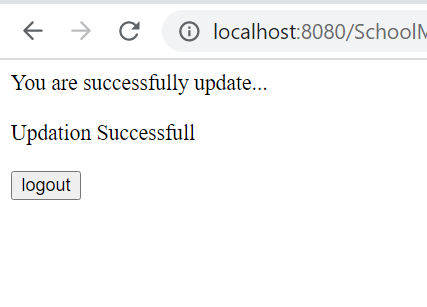 localhost:8080/SchoolM
You are successfully update...
Updation Successfull
logout